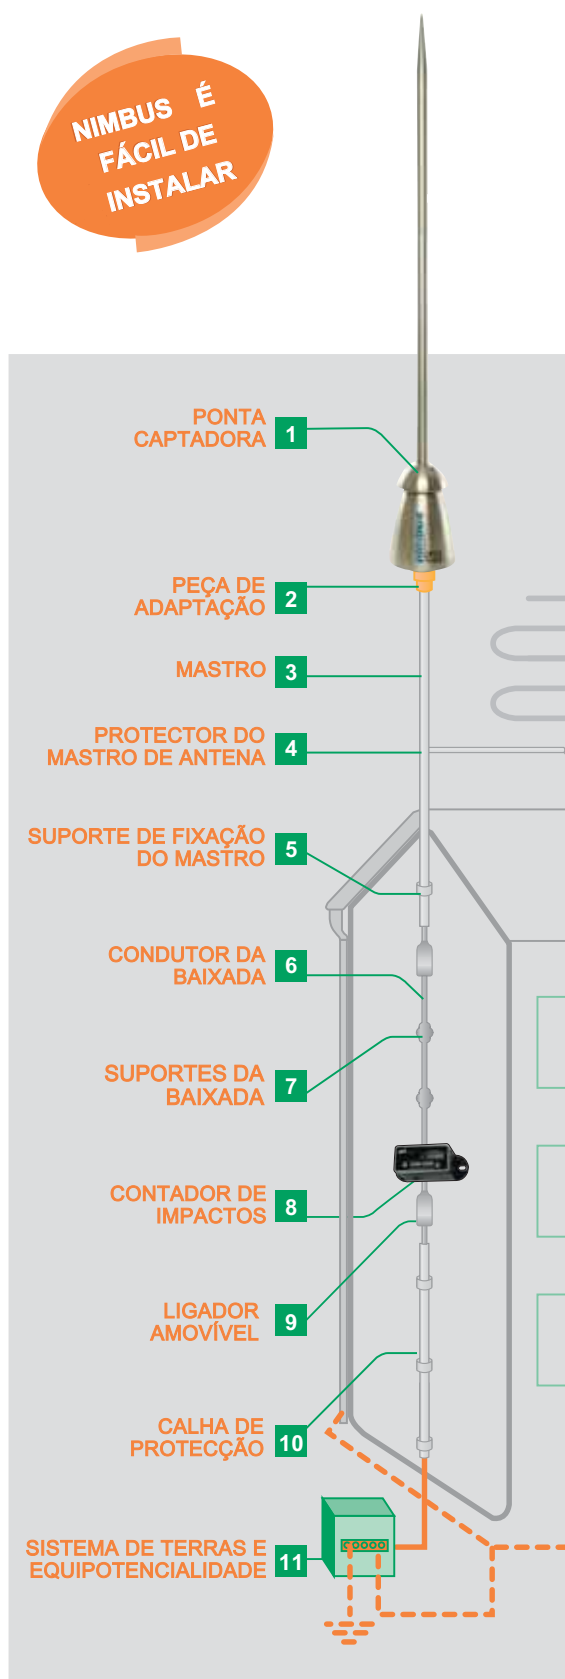 NIMBUS É
FÁCIL DE
INSTALAR
PONTA
CAPTADORA
1
PEÇA DE
ADAPTAÇÃO
2
MASTRO
3
PROTECTOR DO
MASTRO DE ANTENA
4
SUPORTE DE FIXAÇÃO
DO MASTRO
5
CONDUTOR DA
BAIXADA
6
SUPORTES DA
BAIXADA
7
CONTADOR DE
IMPACTOS
8
LIGADOR
AMOVÍVEL
9
CALHA DE
PROTECÇÃO
10
SISTEMA DE TERRAS E
EQUIPOTENCIALIDADE
11